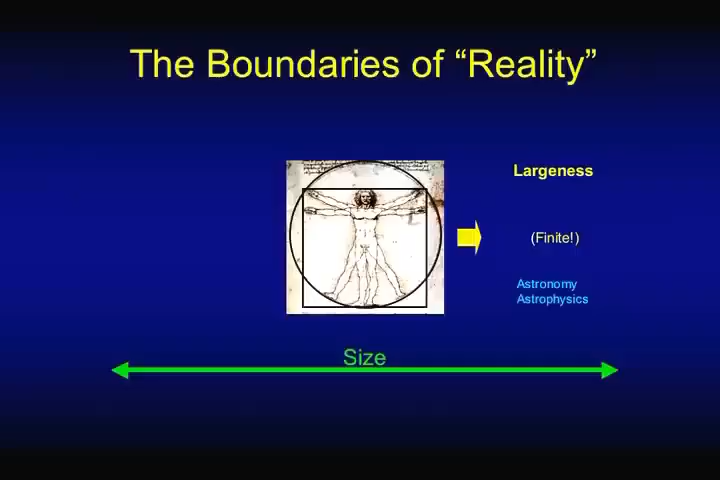 The Boundaries of “Reality”
Largeness
(Finite!)
Astronomy
Astrophysics
Size